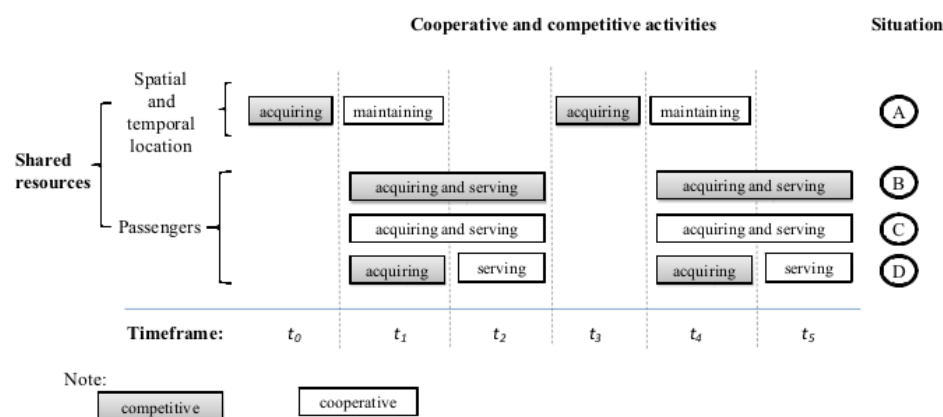 Cooperative and competitive activities Situation
Spatial
and
temporal
location
acquiring maintaining acquiring maintaining A
Shared
resources
acquiring and serving acquiring and serving B
Passengers acquiring and serving acquiring and serving C
acquiring serving acquiring serving D
Timeframe: t0 t1 t2 t3 t4 t5
Note:
competitive cooperative